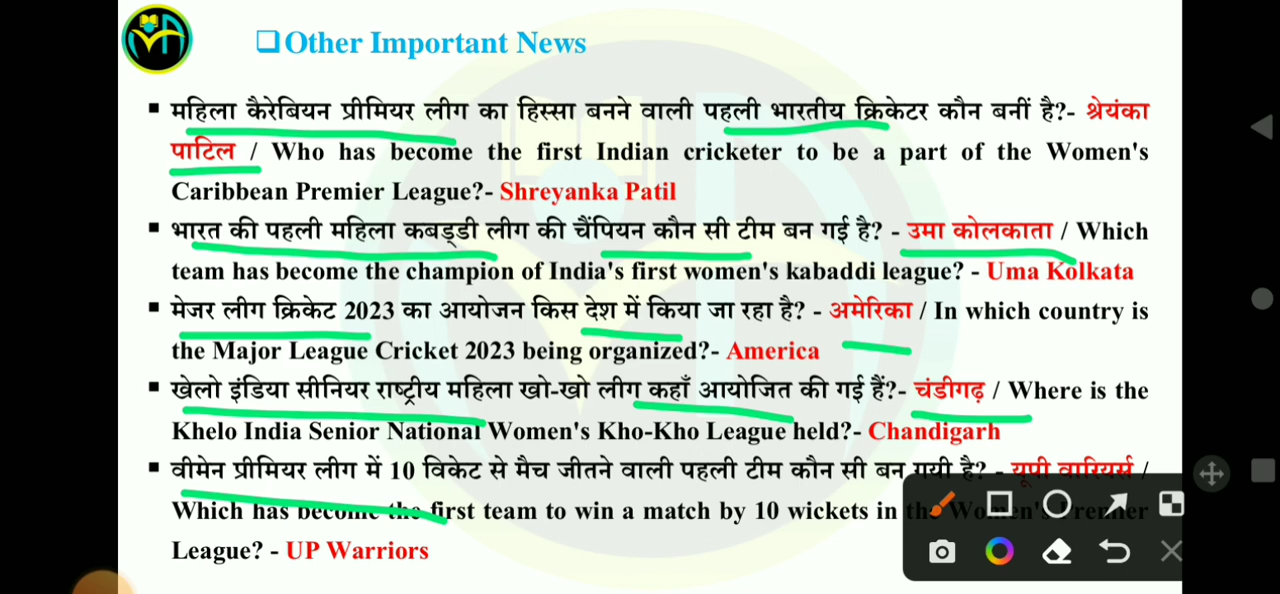 Other Important News
महिला कैरेबियन प्रीमियर लीग का हिस्सा बनने वाली पहली भारतीय क्रिकेटर कौन बनीं है?- श्रेयंका
पाटिल / Who has become the first Indian cricketer to be a part of the Women's
Caribbean Premier League?- Shreyanka Patil
भारत की पहली महिला कबड्डी लीग की चैंपियन कौन सी टीम बन गई है? - उमा कोलकाता / Which
team has become the champion of India's first women's kabaddi league? - Uma Kolkata
मेजर लीग क्रिकेट 2023 का आयोजन किस देश में किया जा रहा है? - अमेरिका / In which country is
the Major League Cricket 2023 being organized?- America
खेलो इंडिया सीनियर राष्ट्रीय महिला खो-खो लीग कहाँ आयोजित की गई हैं?- चंडीगढ़ / Where is the
Khelo India Senior National Women's Kho-Kho League held?- Chandigarh
वीमेन प्रीमियर लीग में 10 विकेट से मैच जीतने वाली पहली टीम कौन सी बन गयी है? - यूपी वारियर्स /
Which has become the first team to win a match by 10 wickets in the Women's Premier
League? - UP Warriors